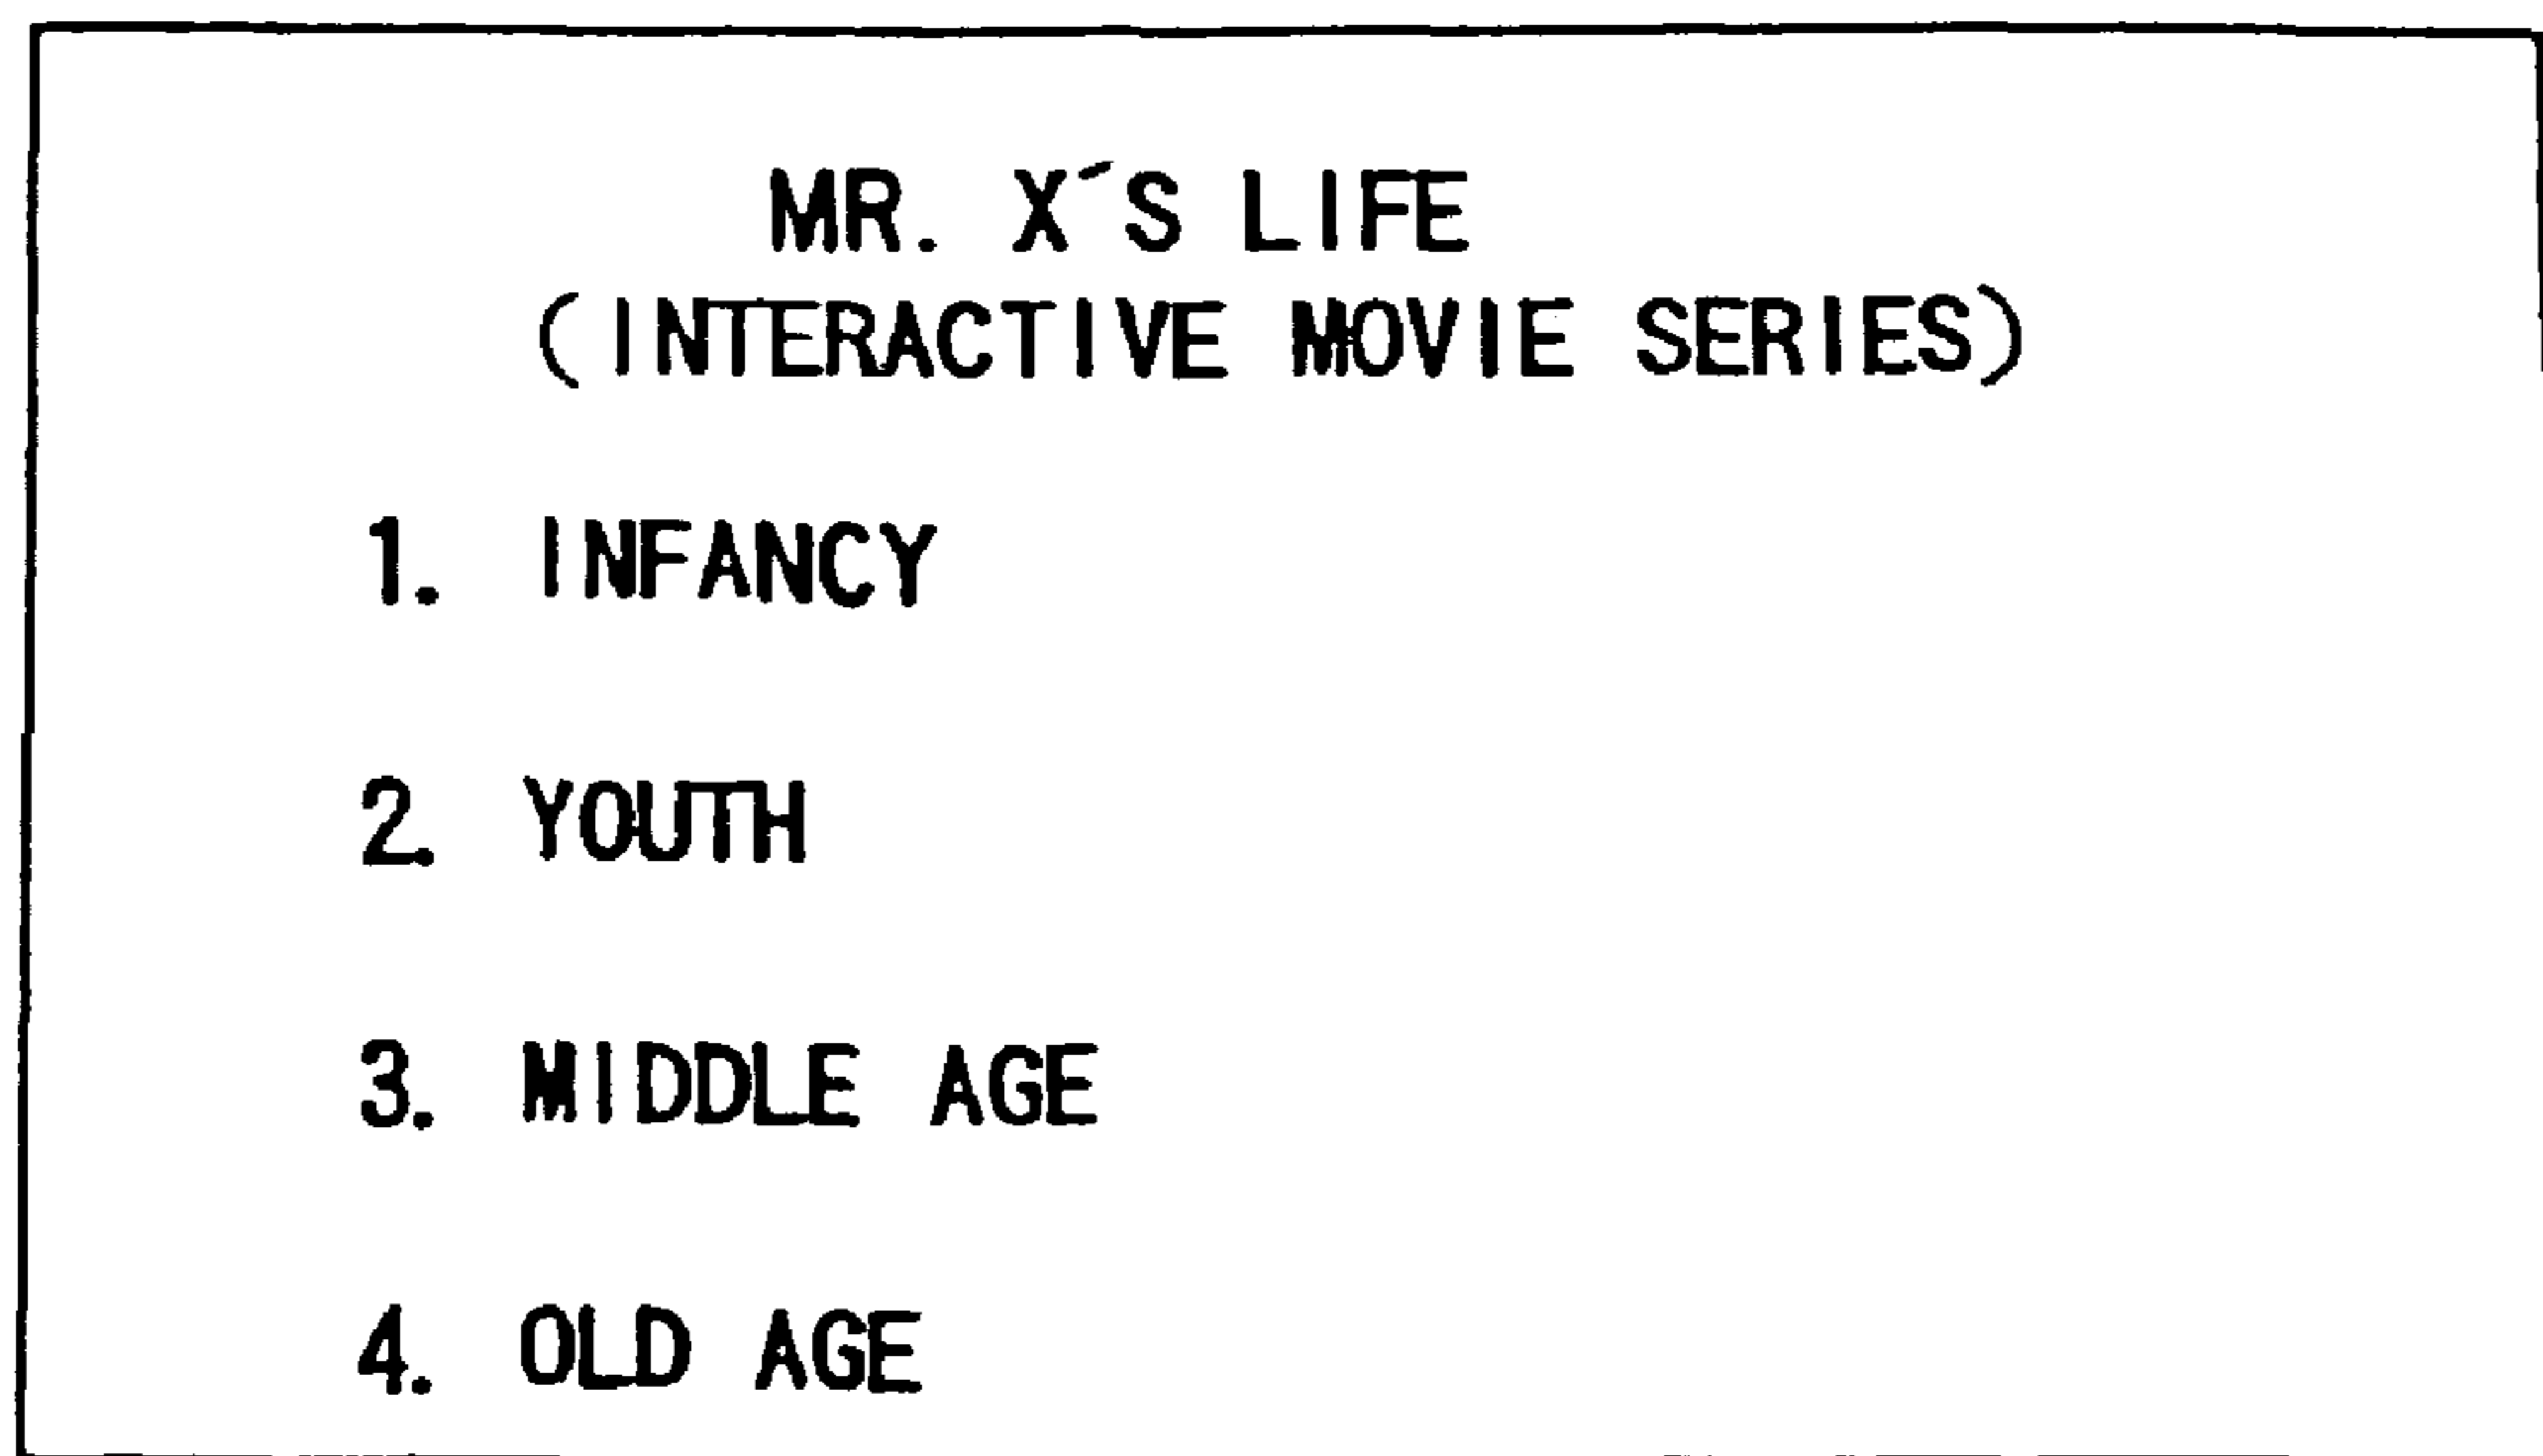 MR. X´S LIFE
(INTERACTIVE MOVIE SERIES)
1. INFANCY
2. YOUTH
3. MIDDLE AGE
4. OLD AGE